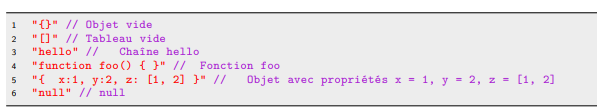 1 "{}" // Objet vide
2 "[]" // Tableau vide
3 "hello" // Chaîne hello
4 "function foo() { }" // Fonction foo
5 "{ x:1, y:2, z: [1, 2] }" // Objet avec propriétés x = 1, y = 2, z = [1, 2]
6 "null" // null